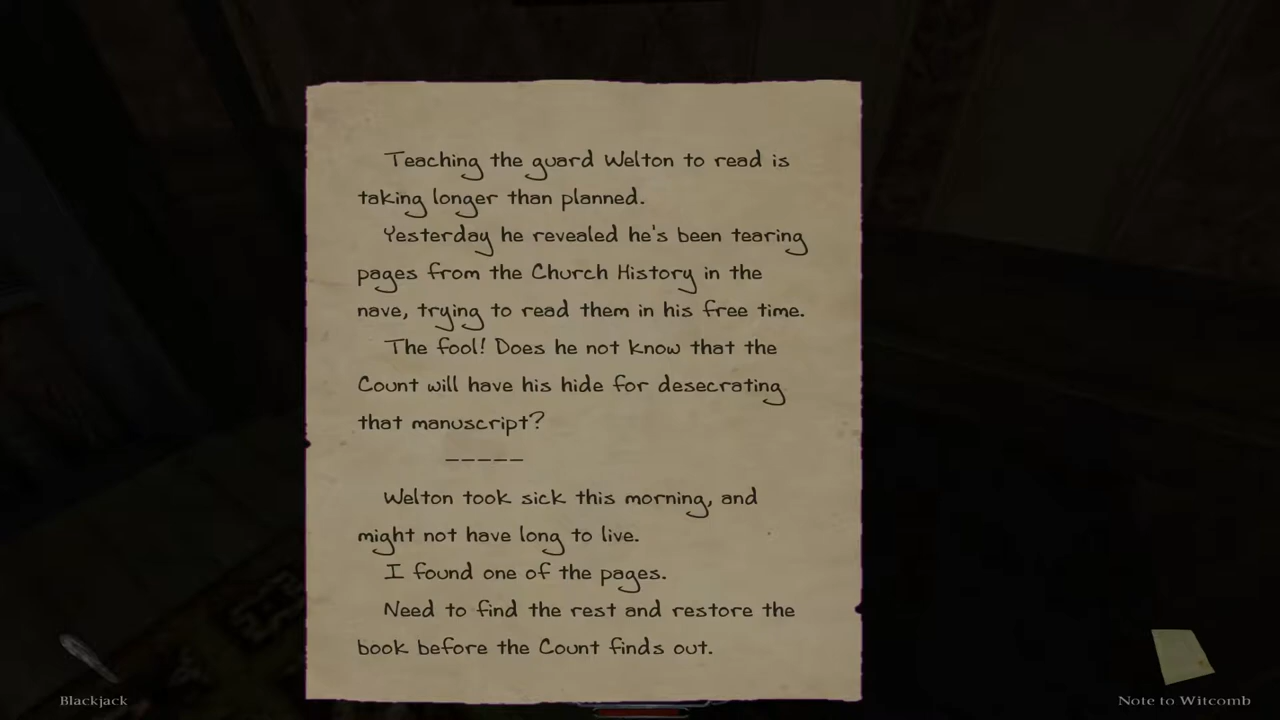 Teaching the guard Welton to read is
taking longer than planned.
Yesterday he revealed he's been tearing
pages from the Church History in the
nave, trying to read them in his free time.
The fool! Does he not know that the
Count will have his hide for desecrating
that manuscript?
-----
Welton took sick this morning, and
might not have long to live.
I found one of the pages.
Need to find the rest and restore the
book before the Count finds out.
Blackjack
Note to Witcomb